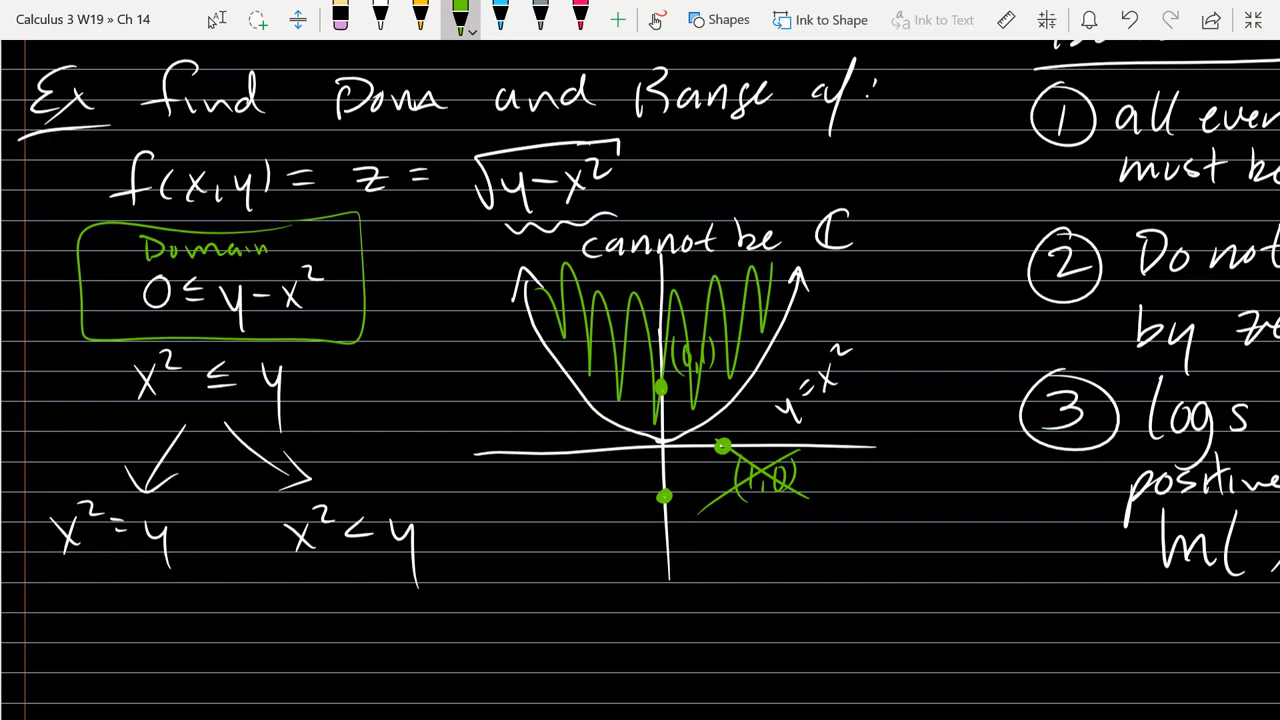 Calculus 3 W19 » Ch 14
Shapes
Ink to Shape
Ink to Text
Ex find Dom and Range of:
f(x,y) = z = √(y-x²)
cannot be ℂ
Domain
0 ≤ y-x²
x² ≤ y
x² = y
x² < y
(0,1)
y = x²
(1,0)
① all even
must be
② Do not
by ze
③ logs
positive
ln(